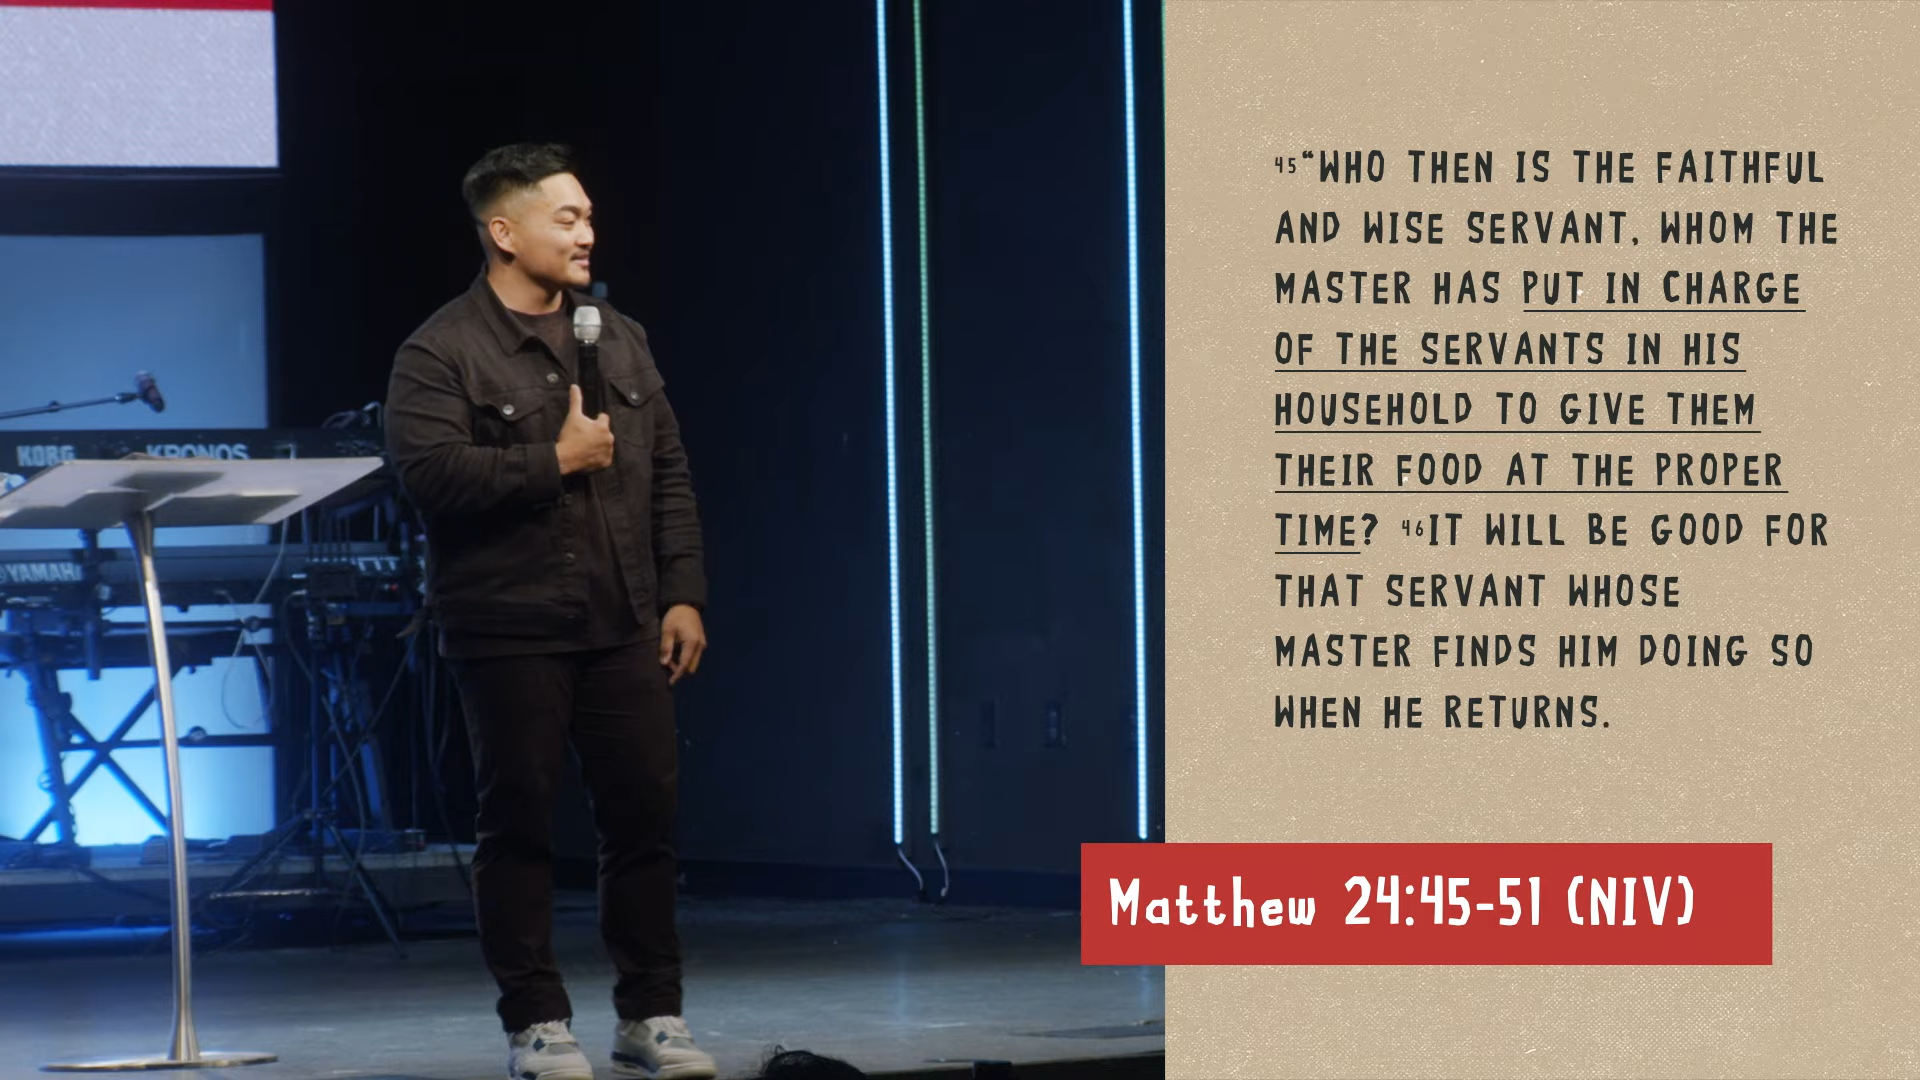 KORG
KRONOS
YAMAHA
45“WHO THEN IS THE FAITHFUL
AND WISE SERVANT, WHOM THE
MASTER HAS PUT IN CHARGE
OF THE SERVANTS IN HIS
HOUSEHOLD TO GIVE THEM
THEIR FOOD AT THE PROPER
TIME? 46IT WILL BE GOOD FOR
THAT SERVANT WHOSE
MASTER FINDS HIM DOING SO
WHEN HE RETURNS.
Matthew 24:45-51 (NIV)